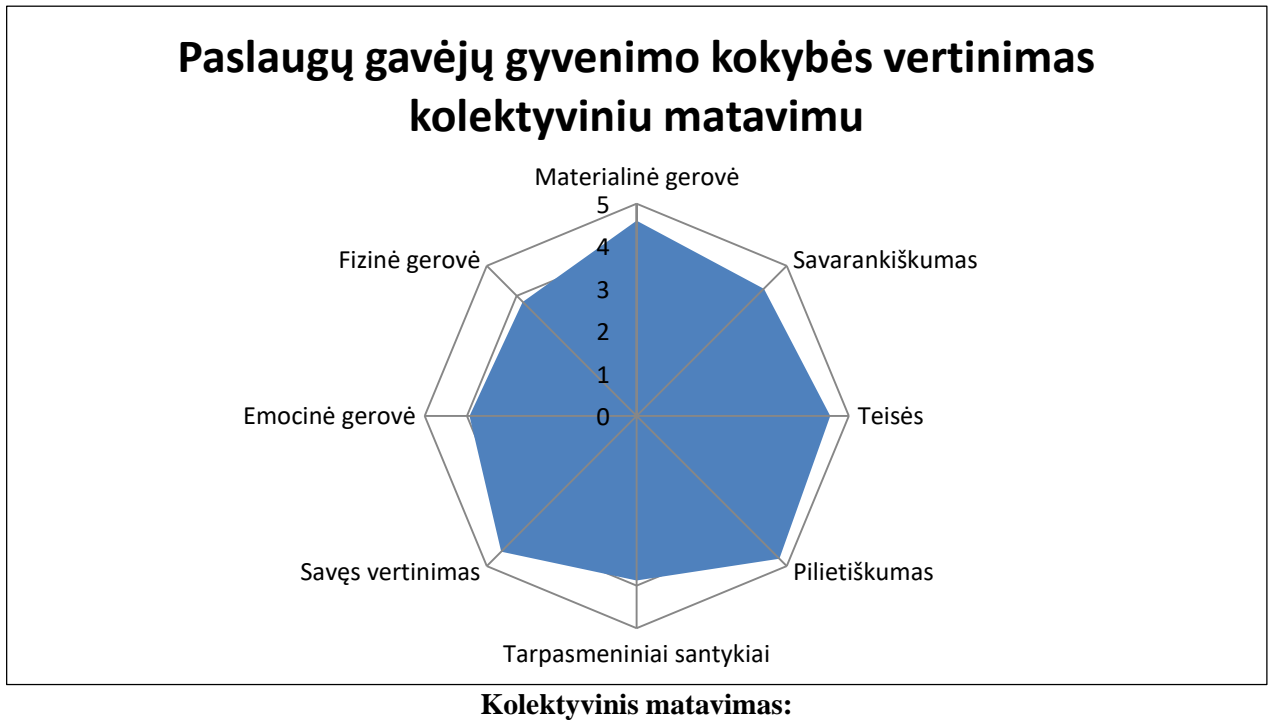 Paslaugų gavėjų gyvenimo kokybės vertinimas
kolektyviniu matavimu
Materialinė gerovė
5
4
3
2
1
0
Savarankiškumas
Teisės
Pilietiškumas
Tarpasmeniniai santykiai
Savęs vertinimas
Emocinė gerovė
Fizinė gerovė
Kolektyvinis matavimas: